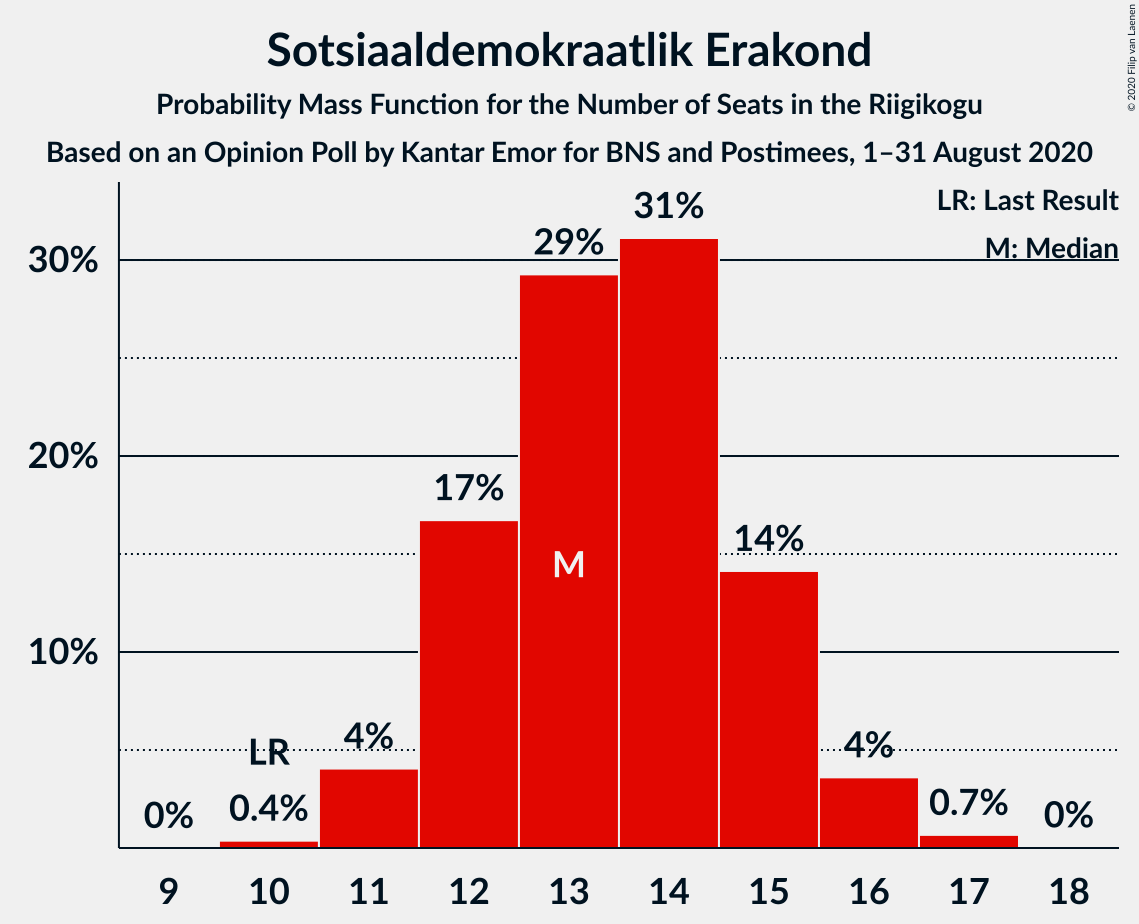 Sotsiaaldemokraatlik Erakond
Probability Mass Function for the Number of Seats in the Riigikogu
Based on an Opinion Poll by Kantar Emor for BNS and Postimees, 1–31 August 2020
© 2020 Filip van Laenen
LR: Last Result
M: Median
30%
20%
10%
0%
LR
0.4%
4%
17%
29%
M
31%
14%
4%
0.7%
0%
9 10 11 12 13 14 15 16 17 18